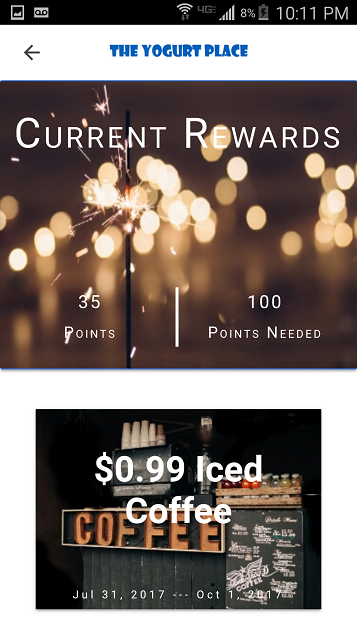 4G 8% 10:11 PM
THE YOGURT PLACE
CURRENT REWARDS
35 100
POINTS POINTS NEEDED
$0.99 Iced
Coffee
COFFEE
COFFEE
Jul 31, 2017 --- Oct 1, 2017